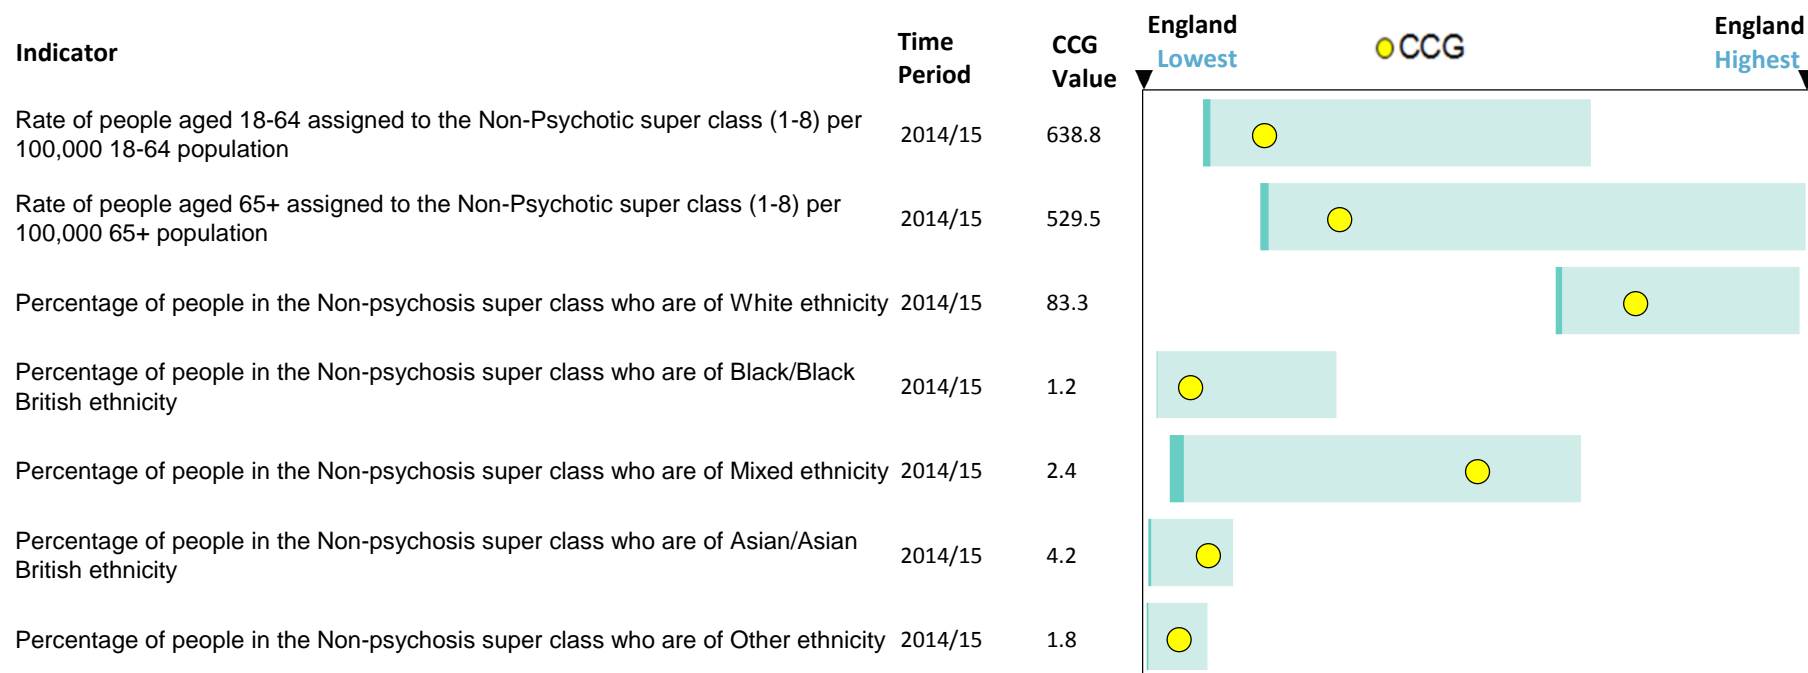 Indicator
Time Period
CCG Value
England Lowest
CCG
England Highest
Rate of people aged 18-64 assigned to the Non-Psychotic super class (1-8) per
100,000 18-64 population
2014/15
638.8
Rate of people aged 65+ assigned to the Non-Psychotic super class (1-8) per
100,000 65+ population
2014/15
529.5
Percentage of people in the Non-psychosis super class who are of White ethnicity 2014/15 83.3
Percentage of people in the Non-psychosis super class who are of Black/Black
British ethnicity
2014/15
1.2
Percentage of people in the Non-psychosis super class who are of Mixed ethnicity 2014/15 2.4
Percentage of people in the Non-psychosis super class who are of Asian/Asian
British ethnicity
2014/15
4.2
Percentage of people in the Non-psychosis super class who are of Other ethnicity 2014/15 1.8